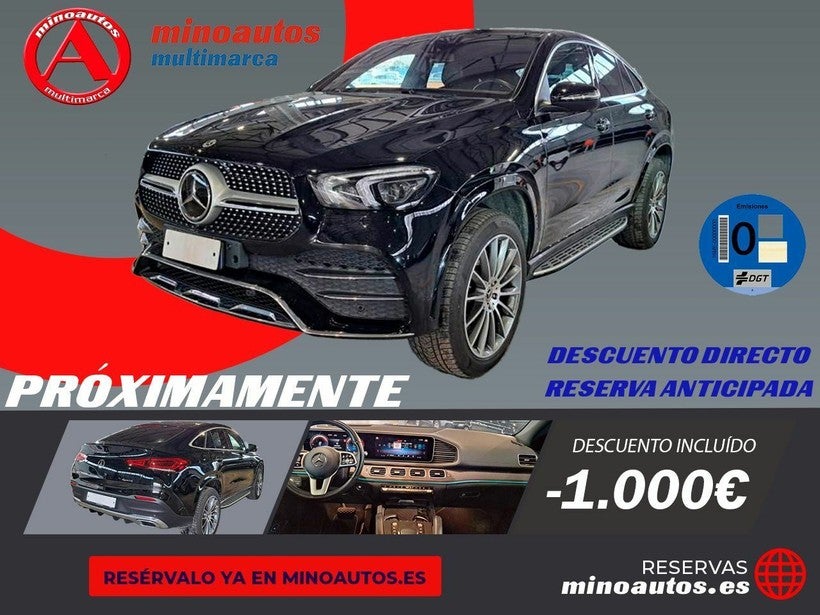 minoautos
A
multimarca
minoautos
multimarca
Emisiones
0
DGT
DESCUENTO DIRECTO
RESERVA ANTICIPADA
PRÓXIMAMENTE
DESCUENTO INCLUÍDO
-1.000€
RESÉRVALO YA EN MINOAUTOS.ES
RESERVAS
minoautos.es